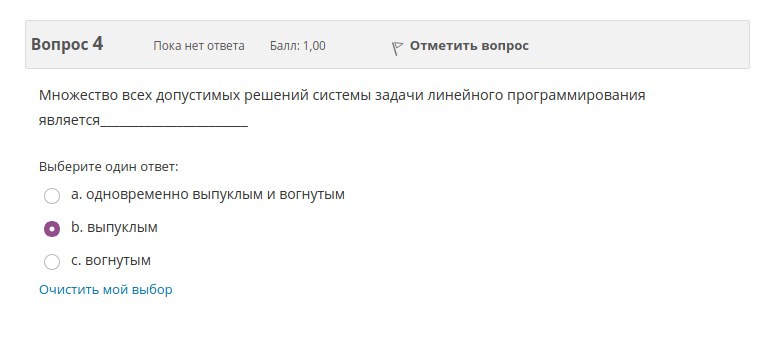 Вопрос 4 Пока нет ответа Балл: 1,00 Отметить вопрос
Множество всех допустимых решений системы задачи линейного программирования
является_______________________
Выберите один ответ:
a. одновременно выпуклым и вогнутым
b. выпуклым
c. вогнутым
Очистить мой выбор